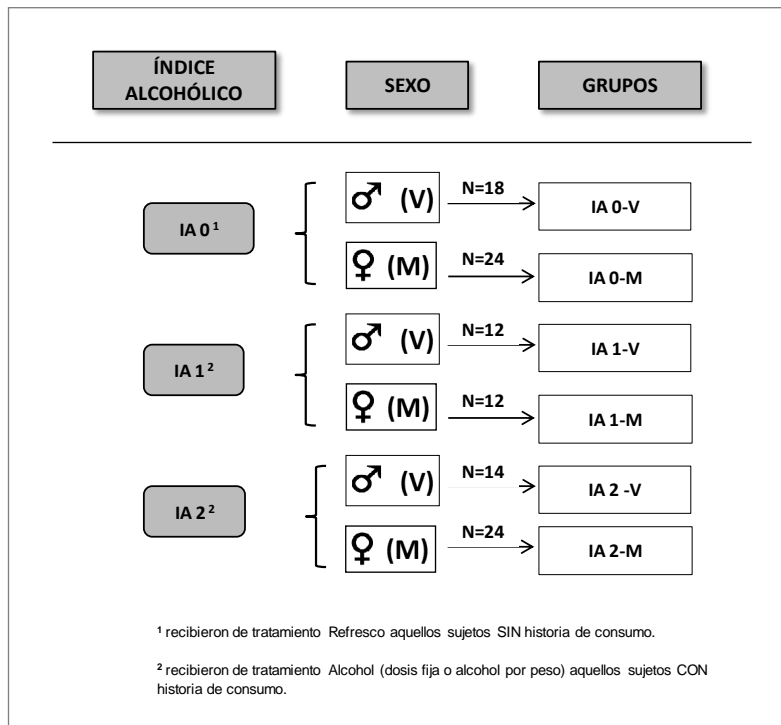 ÍNDICE
ALCOHÓLICO
SEXO
GRUPOS
IA 0 ¹
♂ (V)
N=18
IA 0-V
♀ (M)
N=24
IA 0-M
IA 1 ²
♂ (V)
N=12
IA 1-V
♀ (M)
N=12
IA 1-M
IA 2 ²
♂ (V)
N=14
IA 2 -V
♀ (M)
N=24
IA 2-M
¹ recibieron de tratamiento Refresco aquellos sujetos SIN historia de consumo.
² recibieron de tratamiento Alcohol (dosis fija o alcohol por peso) aquellos sujetos CON
historia de consumo.